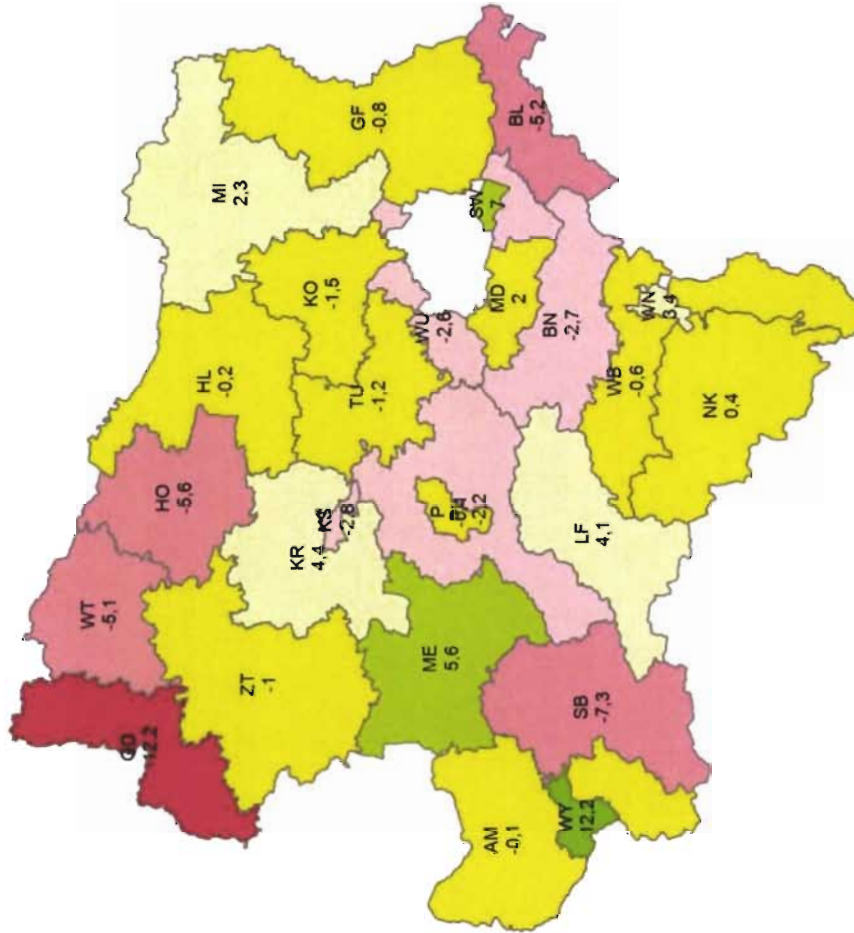 GD
WT
-5,1
HO
-5,6
HL
-0,2
MI
2,3
ZT
-1
KR
4,4
KS
-2,8
TU
-1,2
KO
-1,5
GF
-0,8
ME
5,6
P
-2,2
WU
-2,6
MD
2
SW
7
BL
-5,2
AM
-0,1
WY
12,2
SB
-7,3
LF
4,1
BN
-2,7
WB
-0,6
WN
3,4
NK
0,4